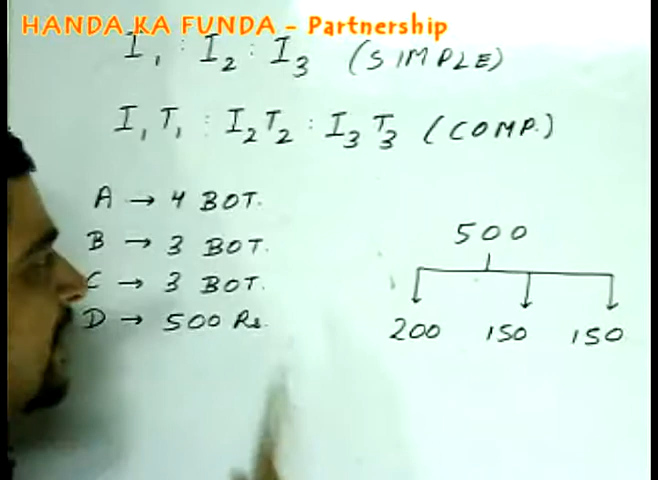 HANDA KA FUNDA - Partnership
I1 : I2 : I3 (SIMPLE)
I1T1 : I2T2 : I3T3 (COMP.)
A → 4 BOT.
B → 3 BOT.
C → 3 BOT.
D → 500 Rs.
500
200 150 150